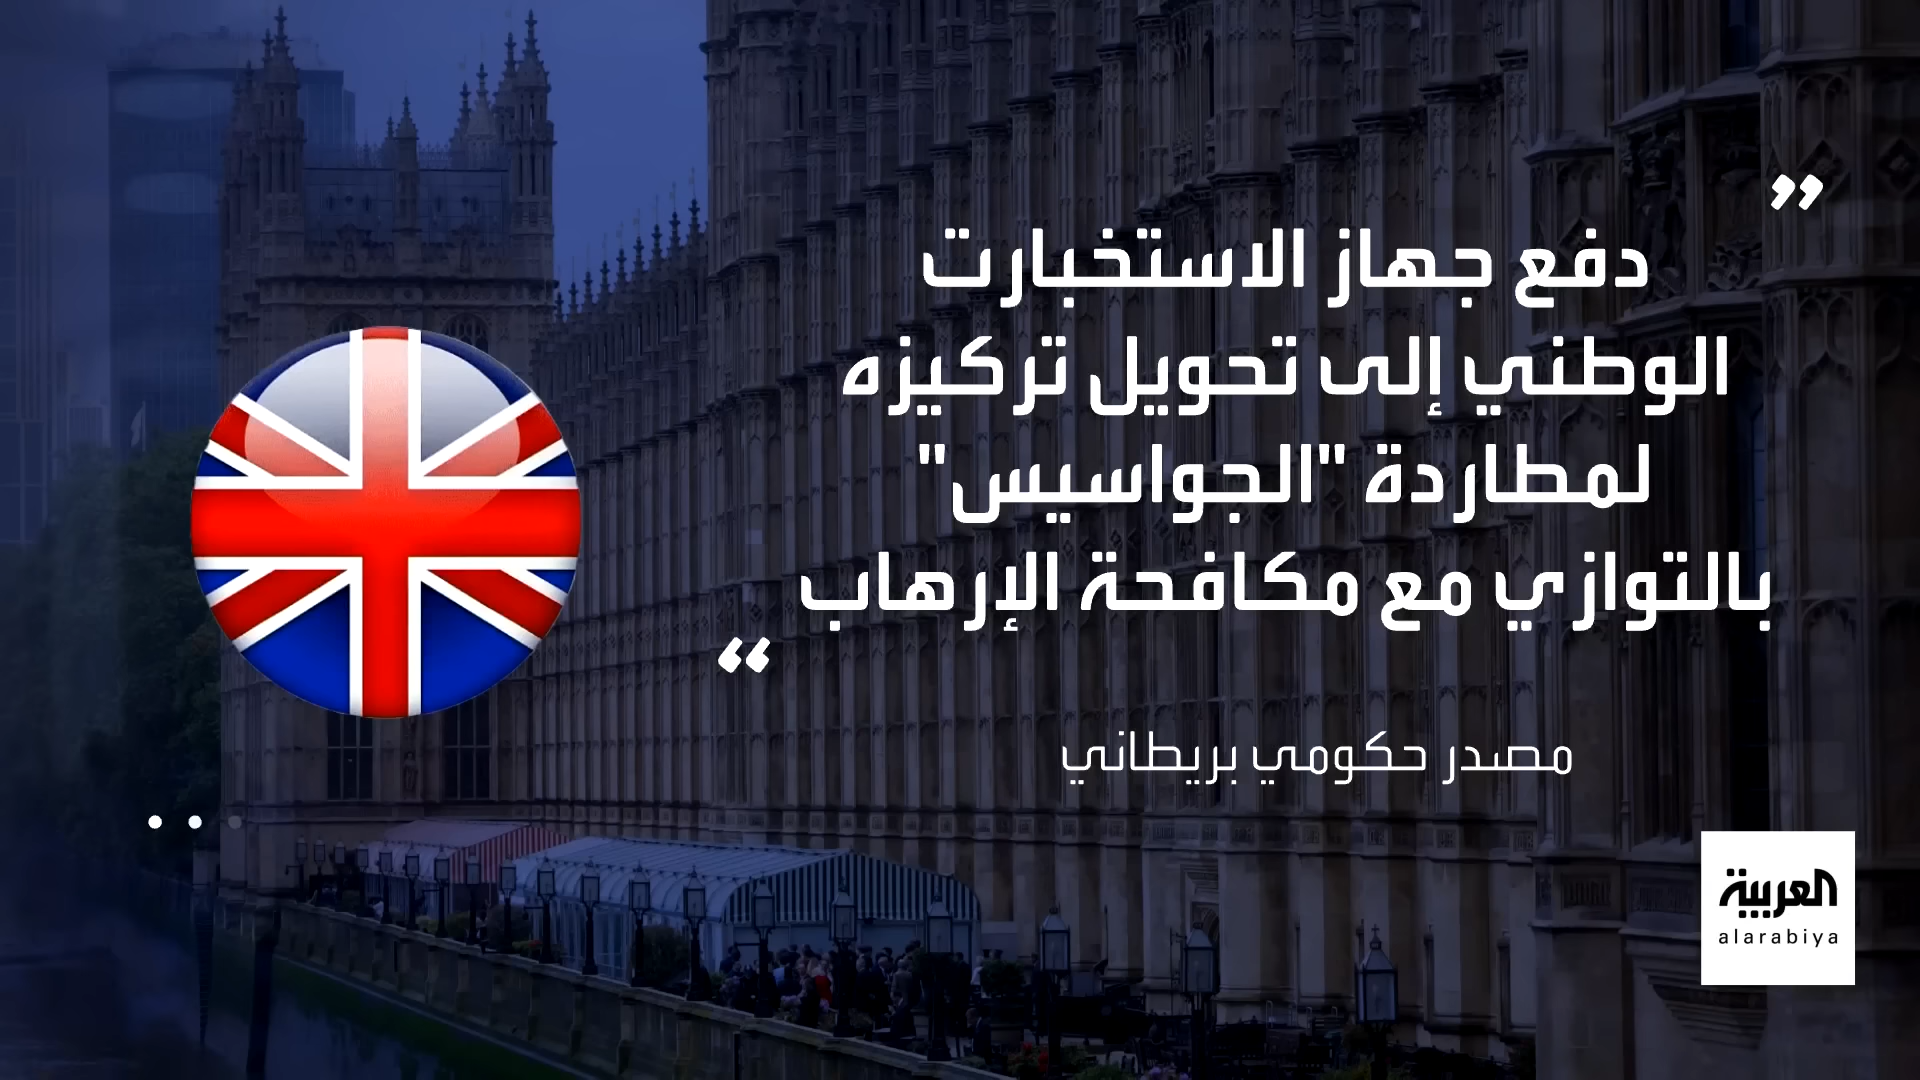 ”
دفع جهاز الاستخبارت
الوطني إلى تحويل تركيزه
لمطاردة "الجواسيس"
بالتوازي مع مكافحة الإرهاب
“
مصدر حكومي بريطاني
العربية
alarabiya